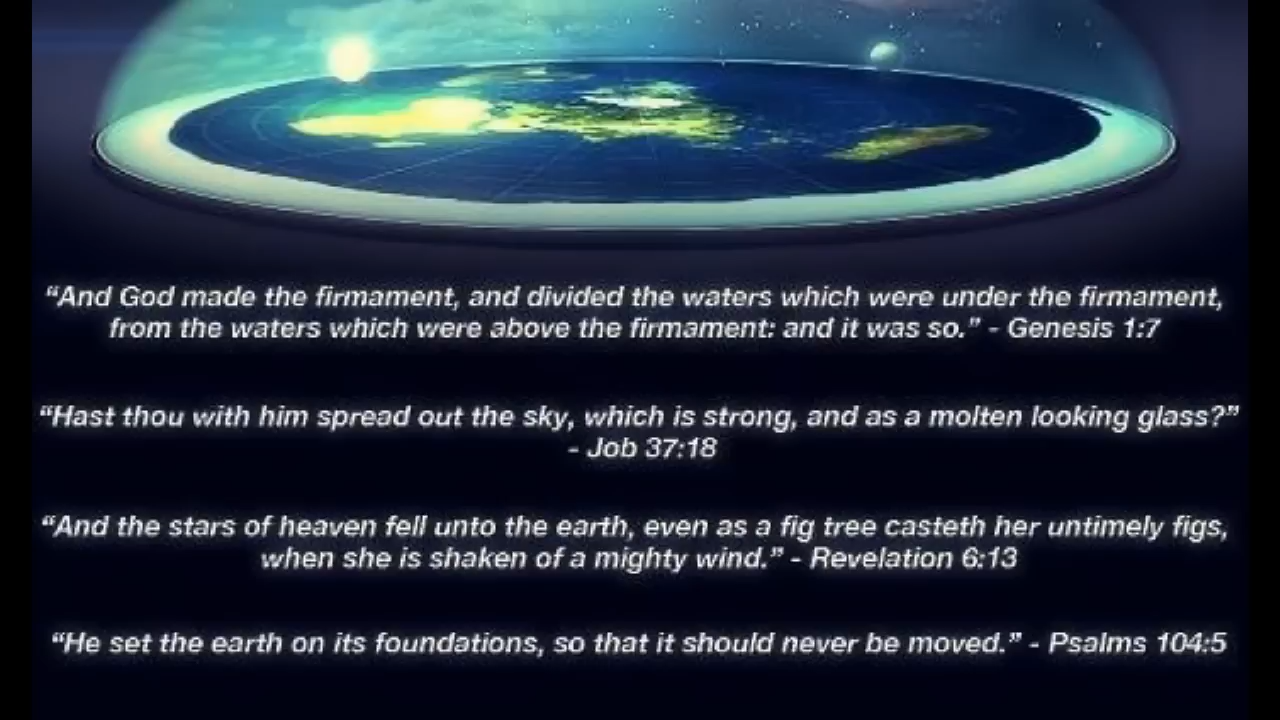 “And God made the firmament, and divided the waters which were under the firmament,
from the waters which were above the firmament: and it was so.” - Genesis 1:7
“Hast thou with him spread out the sky, which is strong, and as a molten looking glass?”
- Job 37:18
“And the stars of heaven fell unto the earth, even as a fig tree casteth her untimely figs,
when she is shaken of a mighty wind.” - Revelation 6:13
“He set the earth on its foundations, so that it should never be moved.” - Psalms 104:5